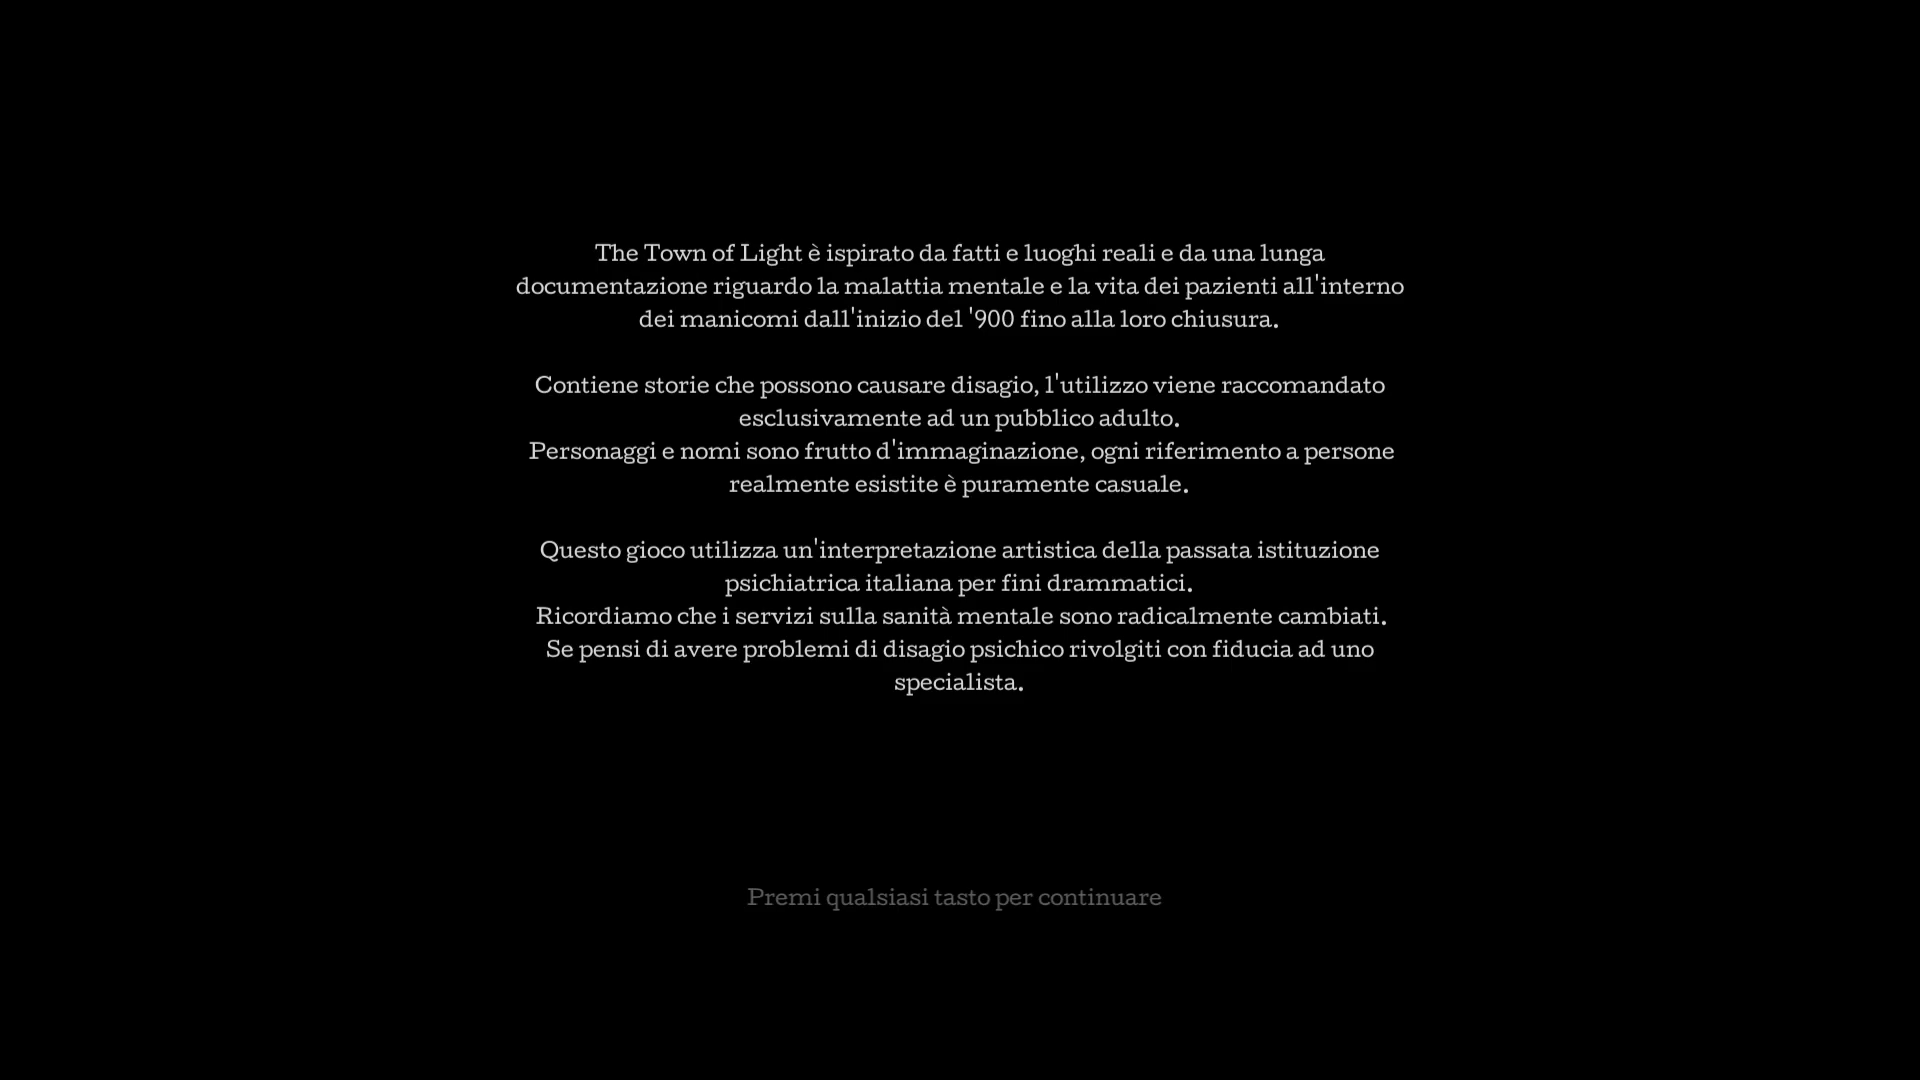 The Town of Light è ispirato da fatti e luoghi reali e da una lunga
documentazione riguardo la malattia mentale e la vita dei pazienti all'interno
dei manicomi dall'inizio del '900 fino alla loro chiusura.
Contiene storie che possono causare disagio, l'utilizzo viene raccomandato
esclusivamente ad un pubblico adulto.
Personaggi e nomi sono frutto d'immaginazione, ogni riferimento a persone
realmente esistite è puramente casuale.
Questo gioco utilizza un'interpretazione artistica della passata istituzione
psichiatrica italiana per fini drammatici.
Ricordiamo che i servizi sulla sanità mentale sono radicalmente cambiati.
Se pensi di avere problemi di disagio psichico rivolgiti con fiducia ad uno
specialista.
Premi qualsiasi tasto per continuare